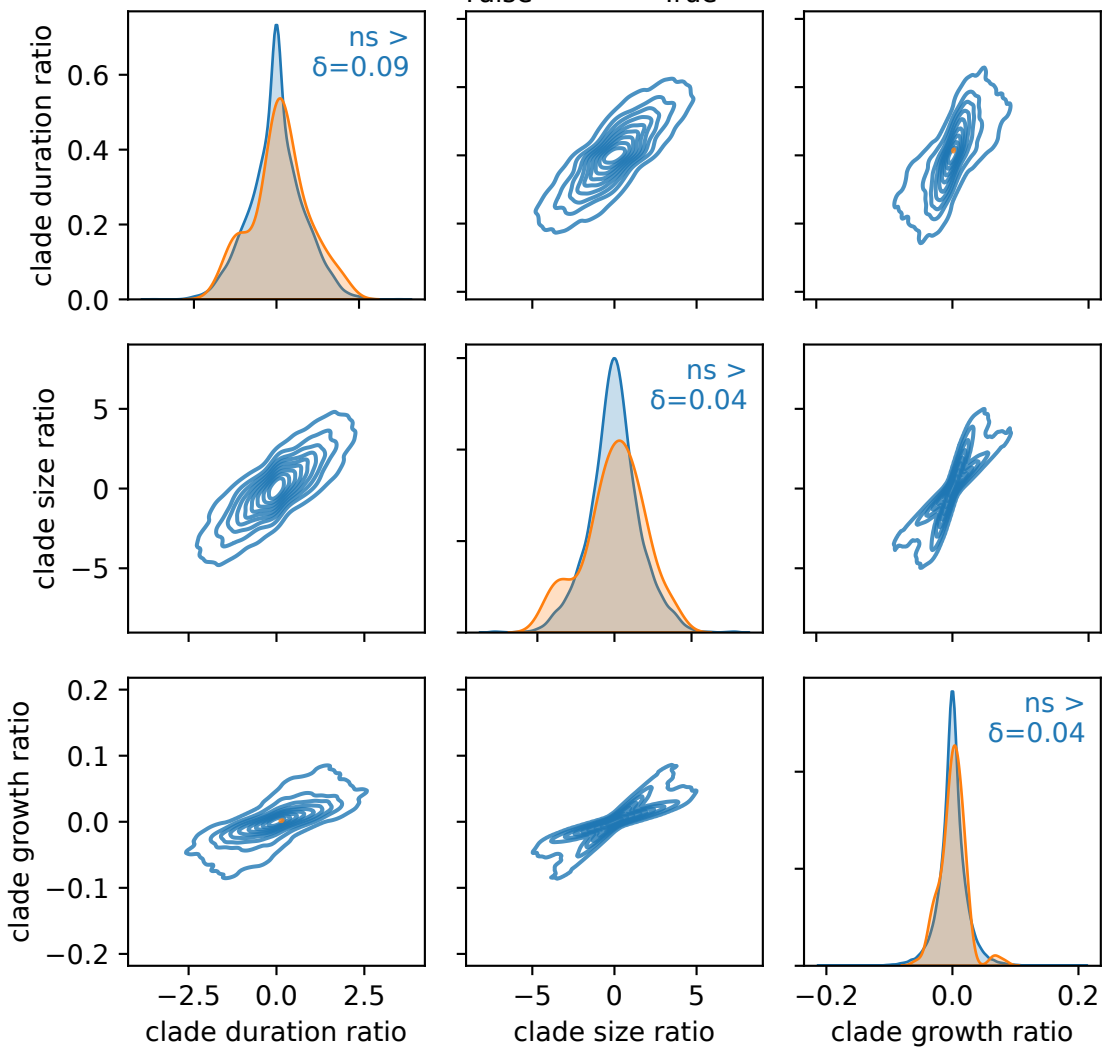 ns >
δ=0.09
clade duration ratio
0.6
0.4
0.2
0.0
ns >
δ=0.04
clade size ratio
5
0
−5
ns >
δ=0.04
clade growth ratio
0.2
0.1
0.0
−0.1
−0.2
−2.5 0.0 2.5
−5 0 5
−0.2 0.0 0.2
clade duration ratio
clade size ratio
clade growth ratio